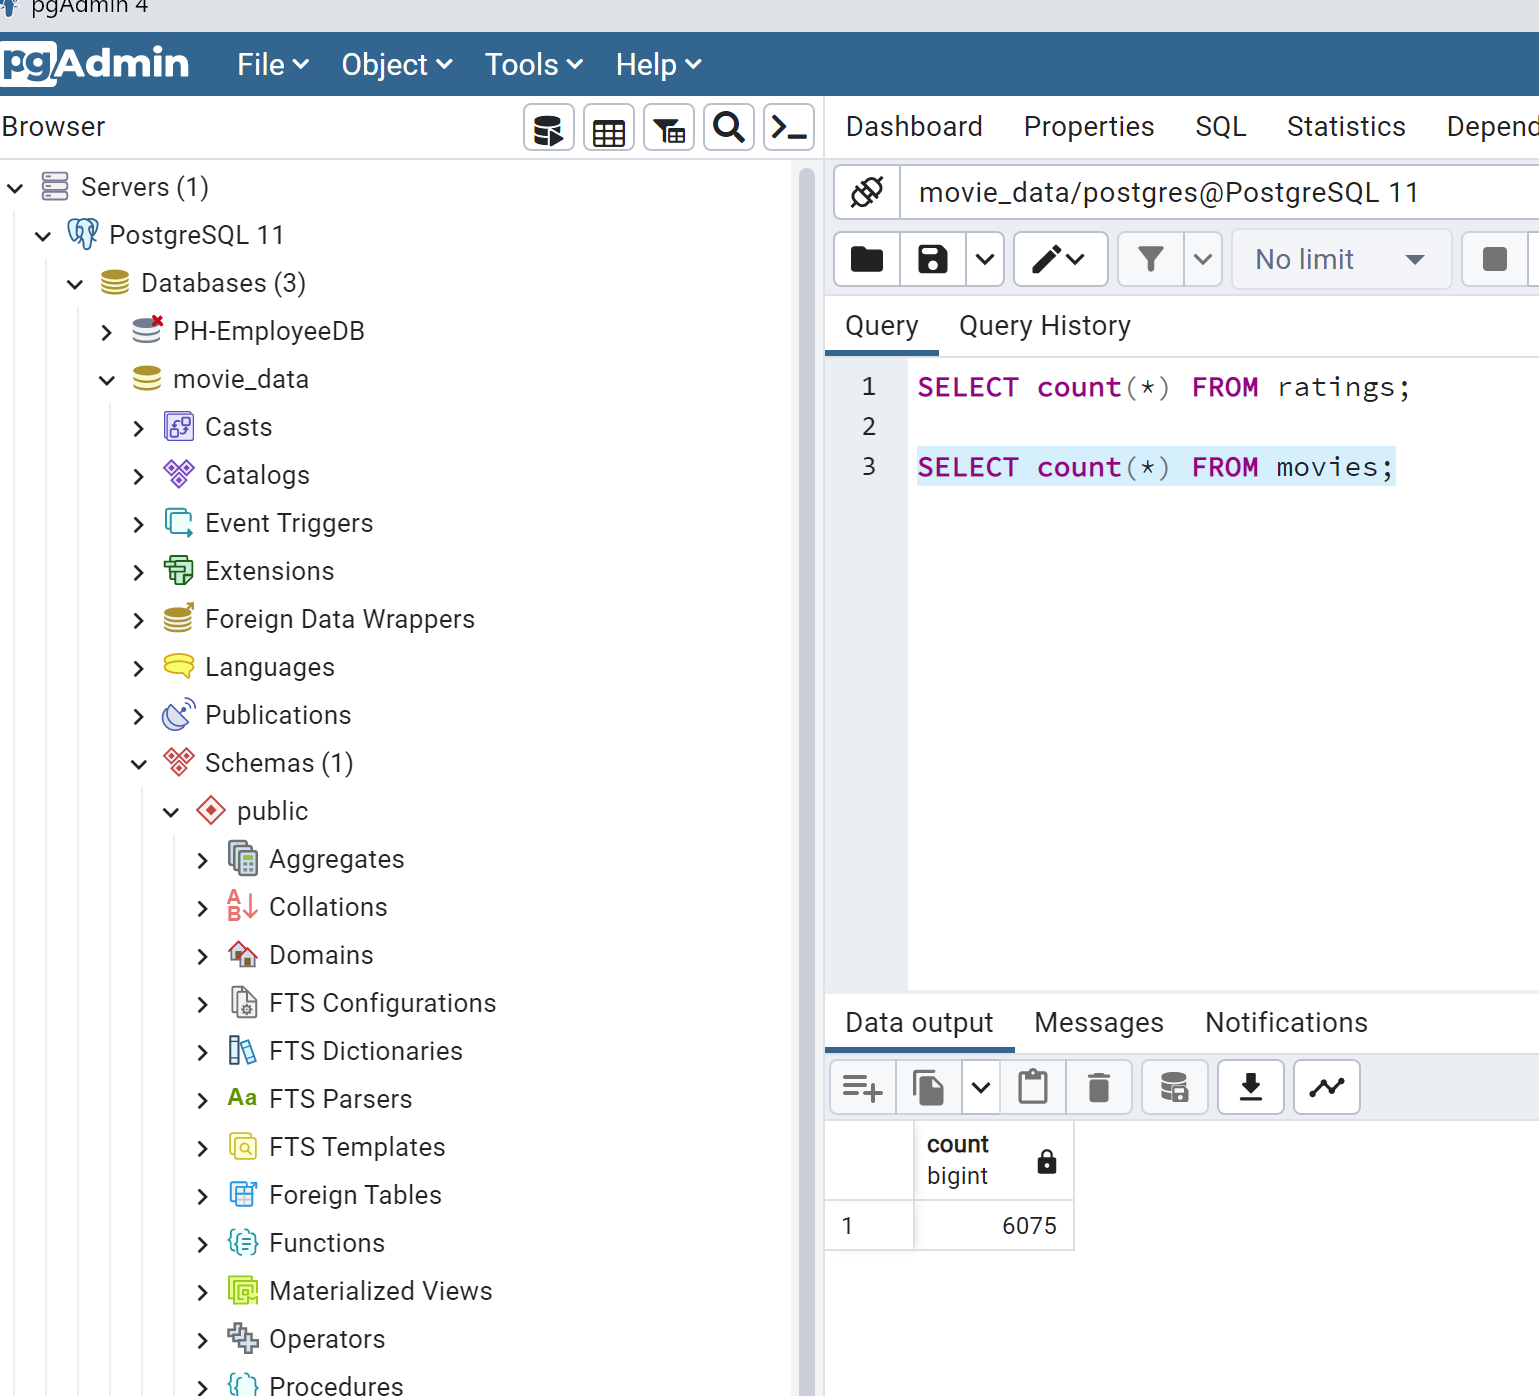 pgAdmin 4
pgAdmin File Object Tools Help
Browser
Servers (1)
PostgreSQL 11
Databases (3)
PH-EmployeeDB
movie_data
Casts
Catalogs
Event Triggers
Extensions
Foreign Data Wrappers
Languages
Publications
Schemas (1)
public
Aggregates
Collations
Domains
FTS Configurations
FTS Dictionaries
Aa FTS Parsers
FTS Templates
Foreign Tables
Functions
Materialized Views
Operators
Procedures
Dashboard Properties SQL Statistics Depend
movie_data/postgres@PostgreSQL 11
No limit
Query Query History
1 SELECT count(*) FROM ratings;
2
3 SELECT count(*) FROM movies;
Data output Messages Notifications
count
bigint
1 6075